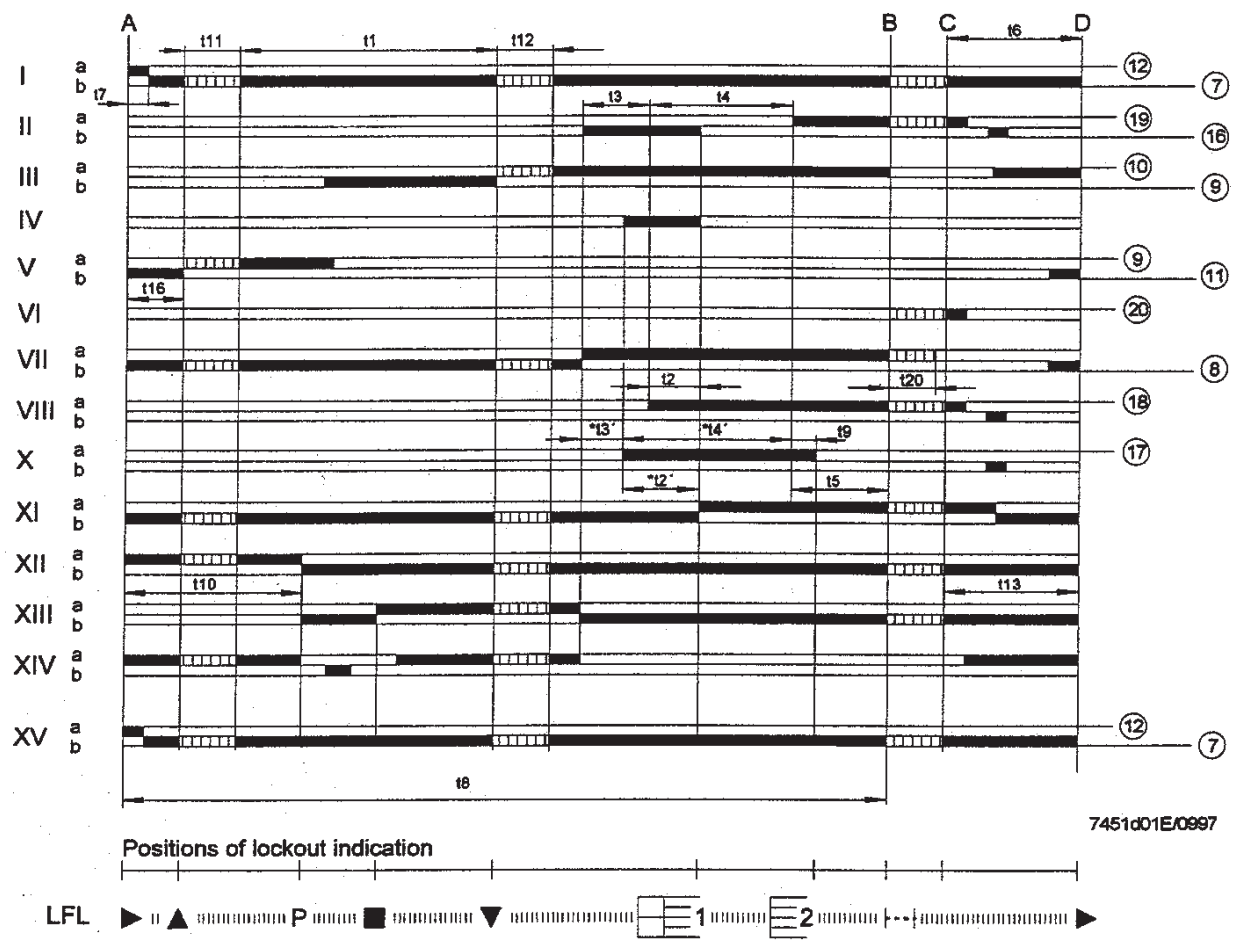 A B C D
t11 t1 t12 t6
I a 12
b 7
t7 t3 t4
II a 19
b 16
III a 10
b 9
IV
V a 9
b 11
t16
VI 20
VII a
b 8
t2 t20
VIII a 18
b
*t3´ *t4´ t9
X a 17
b
*t2´ t5
XI a
b
XII a
b
t10 t13
XIII a
b
XIV a
b
XV a 12
b 7
t8
7451d01E/0997
Positions of lockout indication
LFL P 1 2